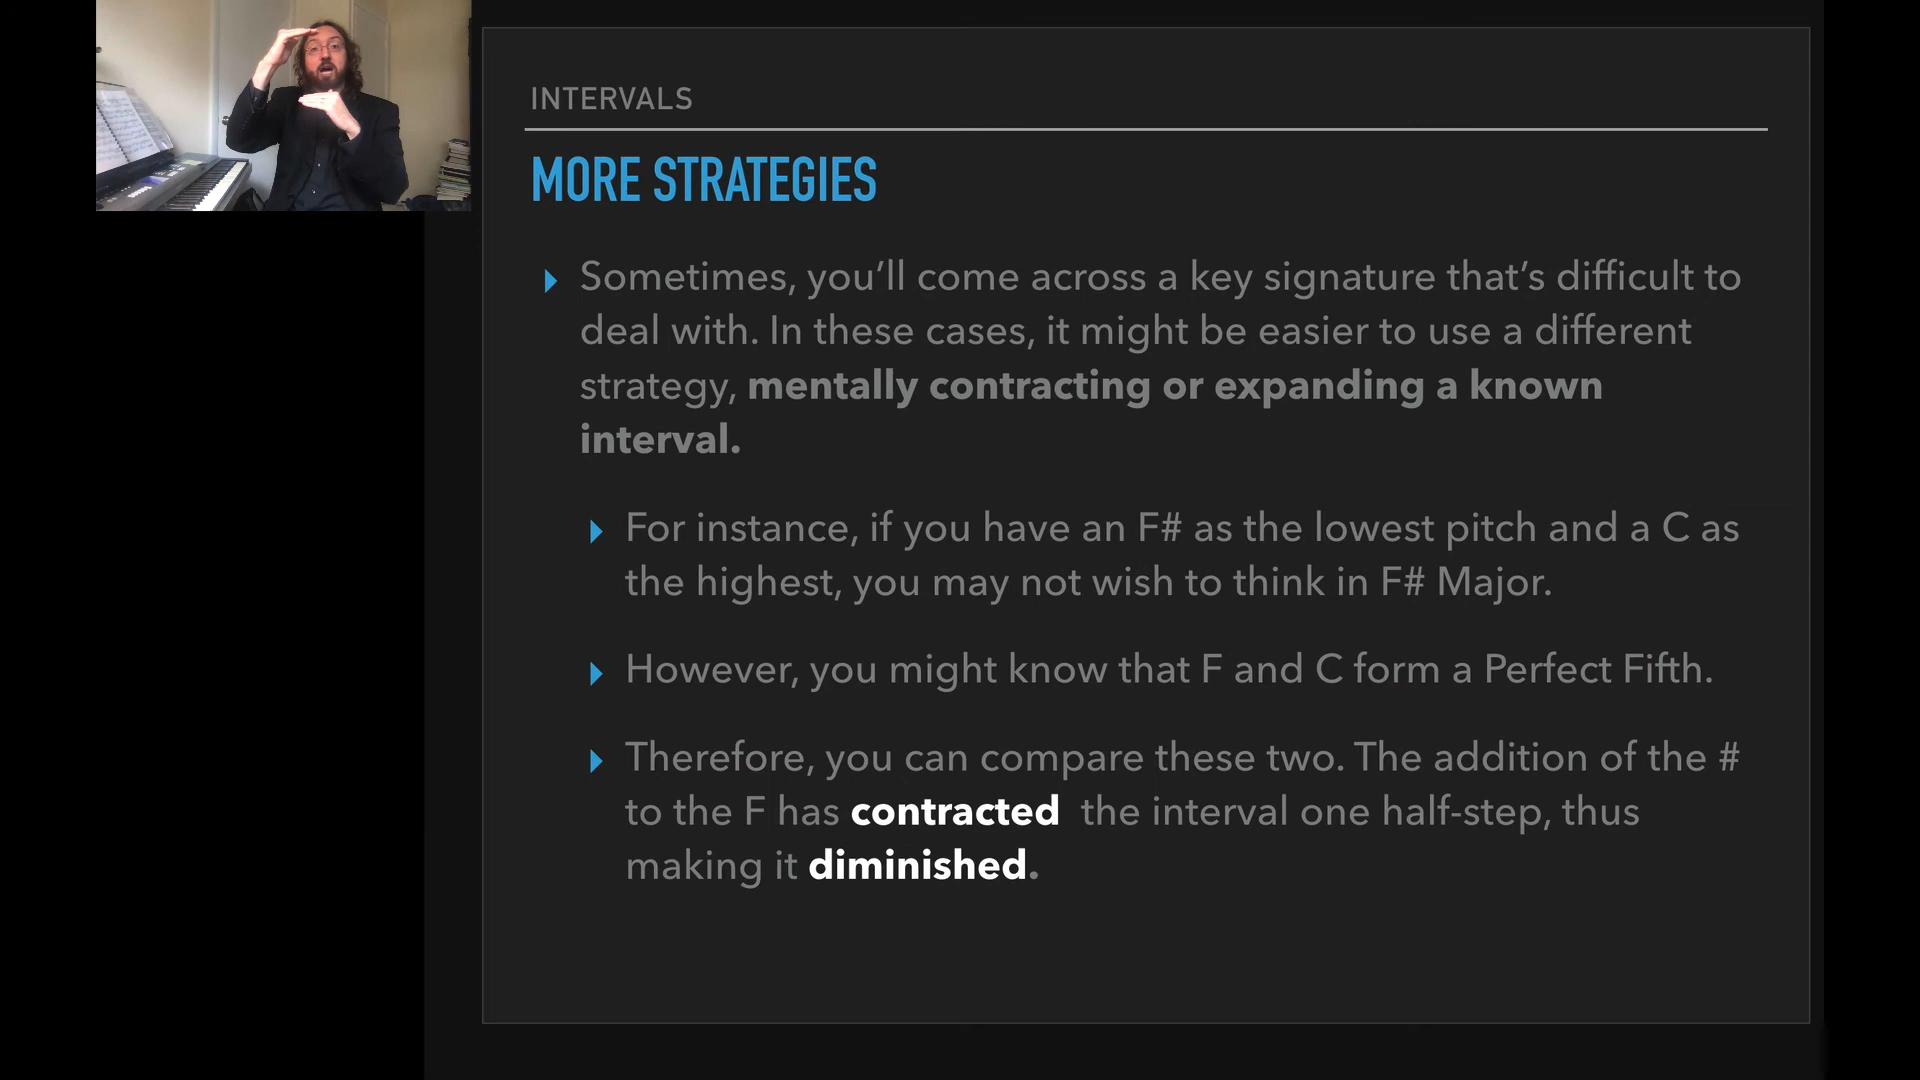 INTERVALS
MORE STRATEGIES
Sometimes, you’ll come across a key signature that’s difficult to
deal with. In these cases, it might be easier to use a different
strategy, mentally contracting or expanding a known
interval.
For instance, if you have an F# as the lowest pitch and a C as
the highest, you may not wish to think in F# Major.
However, you might know that F and C form a Perfect Fifth.
Therefore, you can compare these two. The addition of the #
to the F has contracted the interval one half-step, thus
making it diminished.